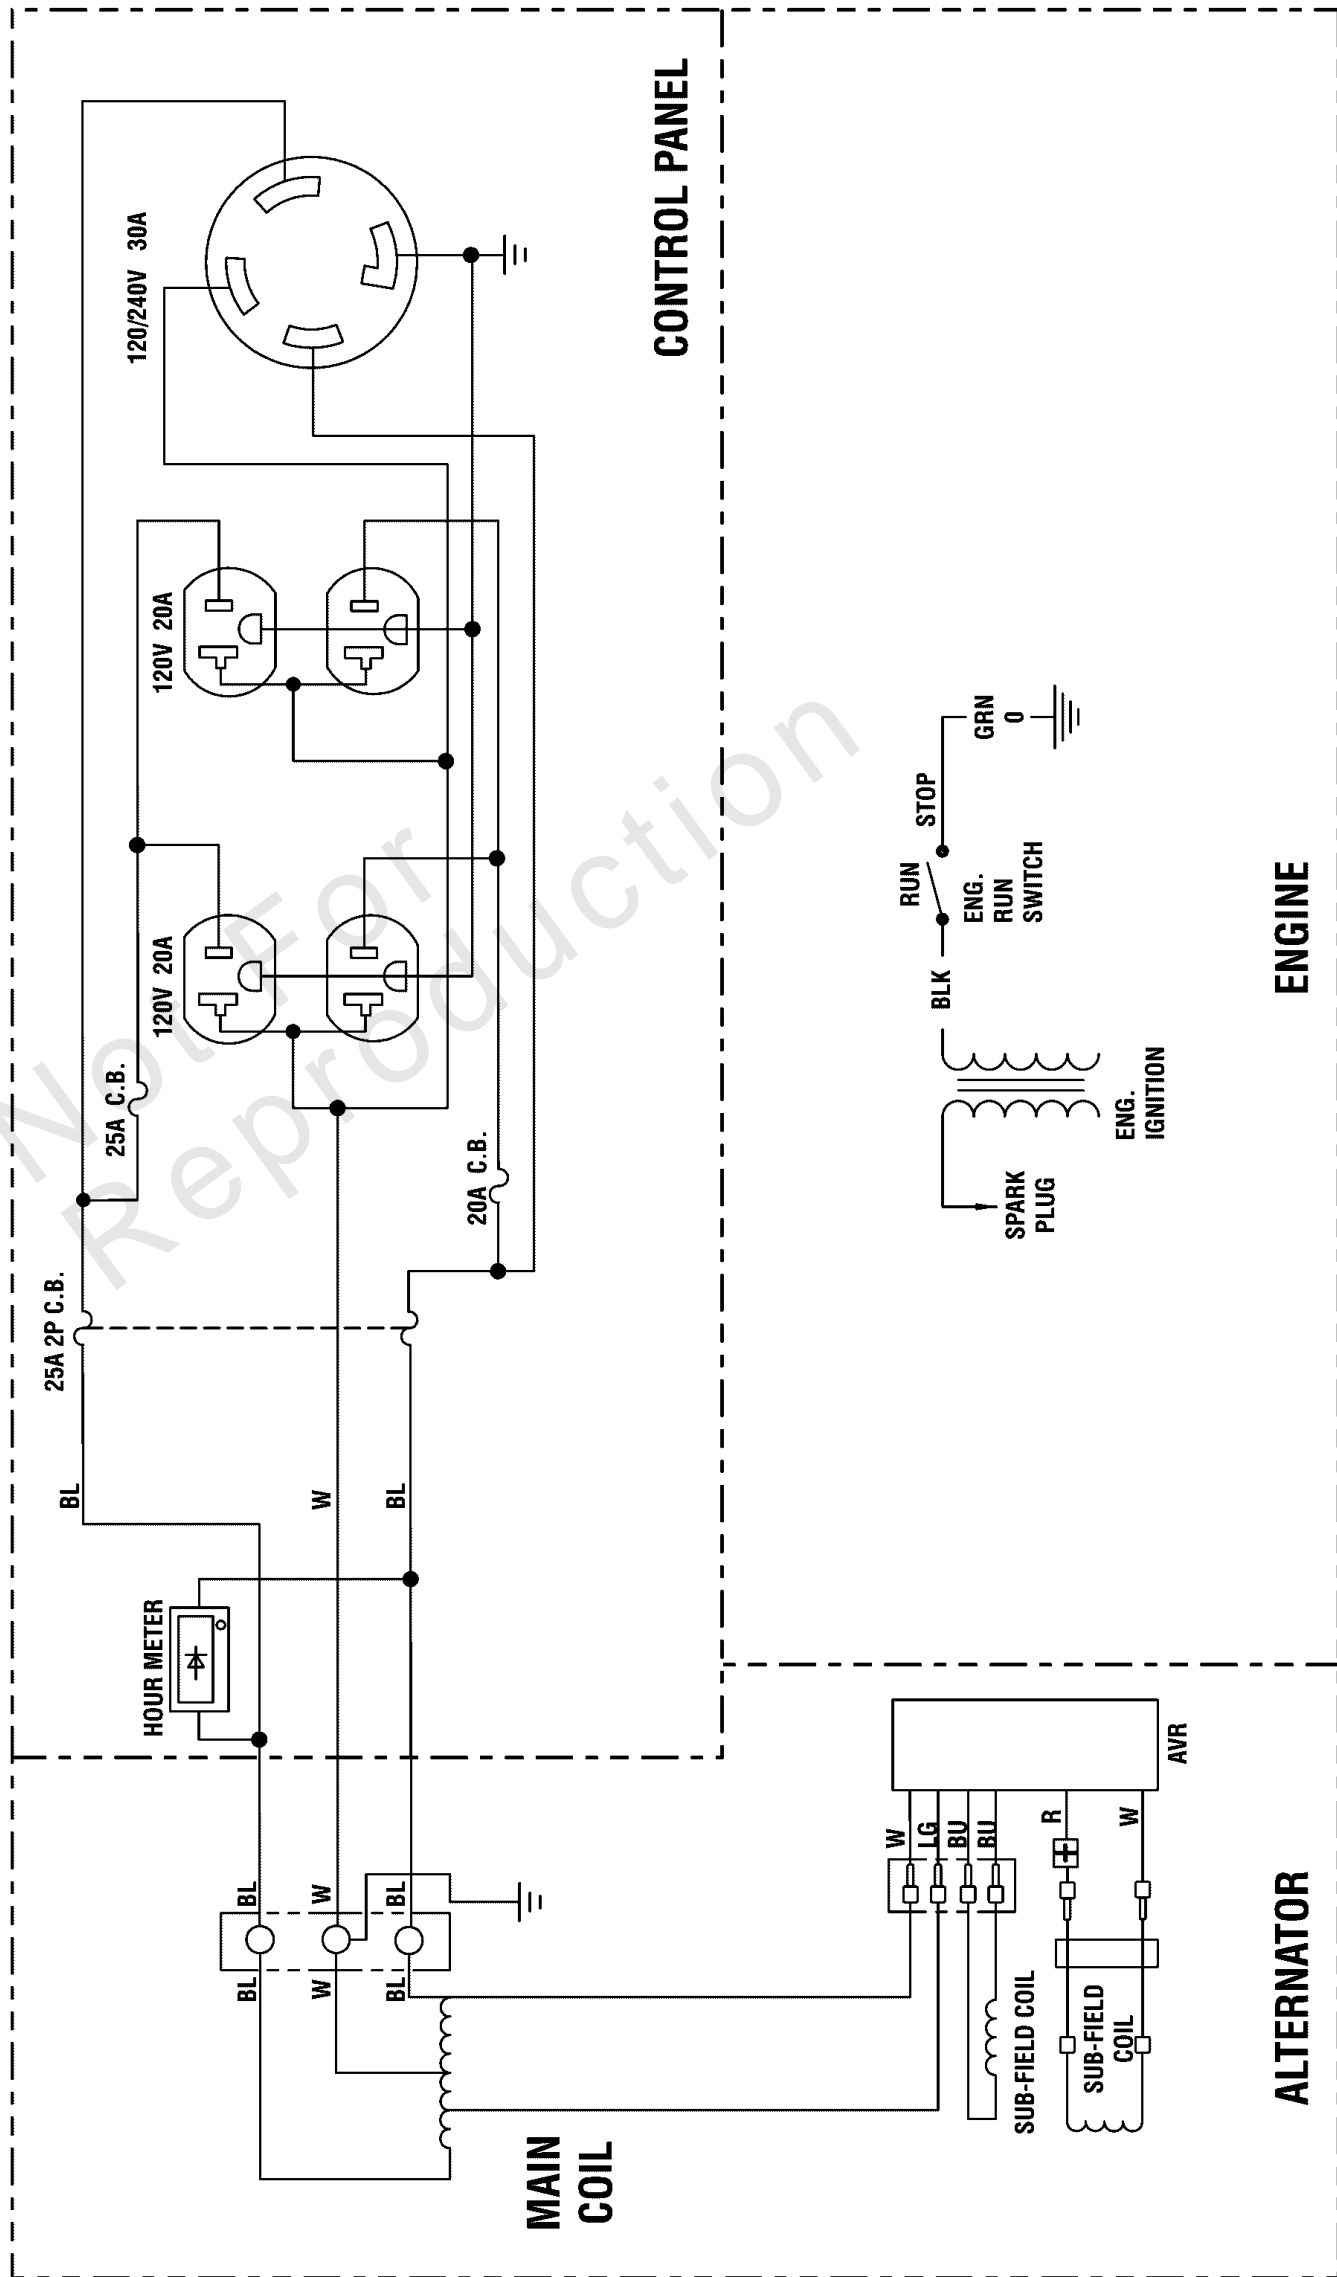 120/240V 30A
CONTROL PANEL
120V 20A
120V 20A
25A C.B.
20A C.B.
25A 2P C.B.
BL
W
BL
HOUR METER
Not For
Reproduction
BL
W
BL
BL
W
BL
MAIN
COIL
STOP
GRN
0
RUN
ENG.
RUN
SWITCH
BLK
ENG.
IGNITION
SPARK
PLUG
ENGINE
AVR
W
LG
BU
BU
R
W
+
SUB-FIELD COIL
SUB-FIELD
COIL
ALTERNATOR